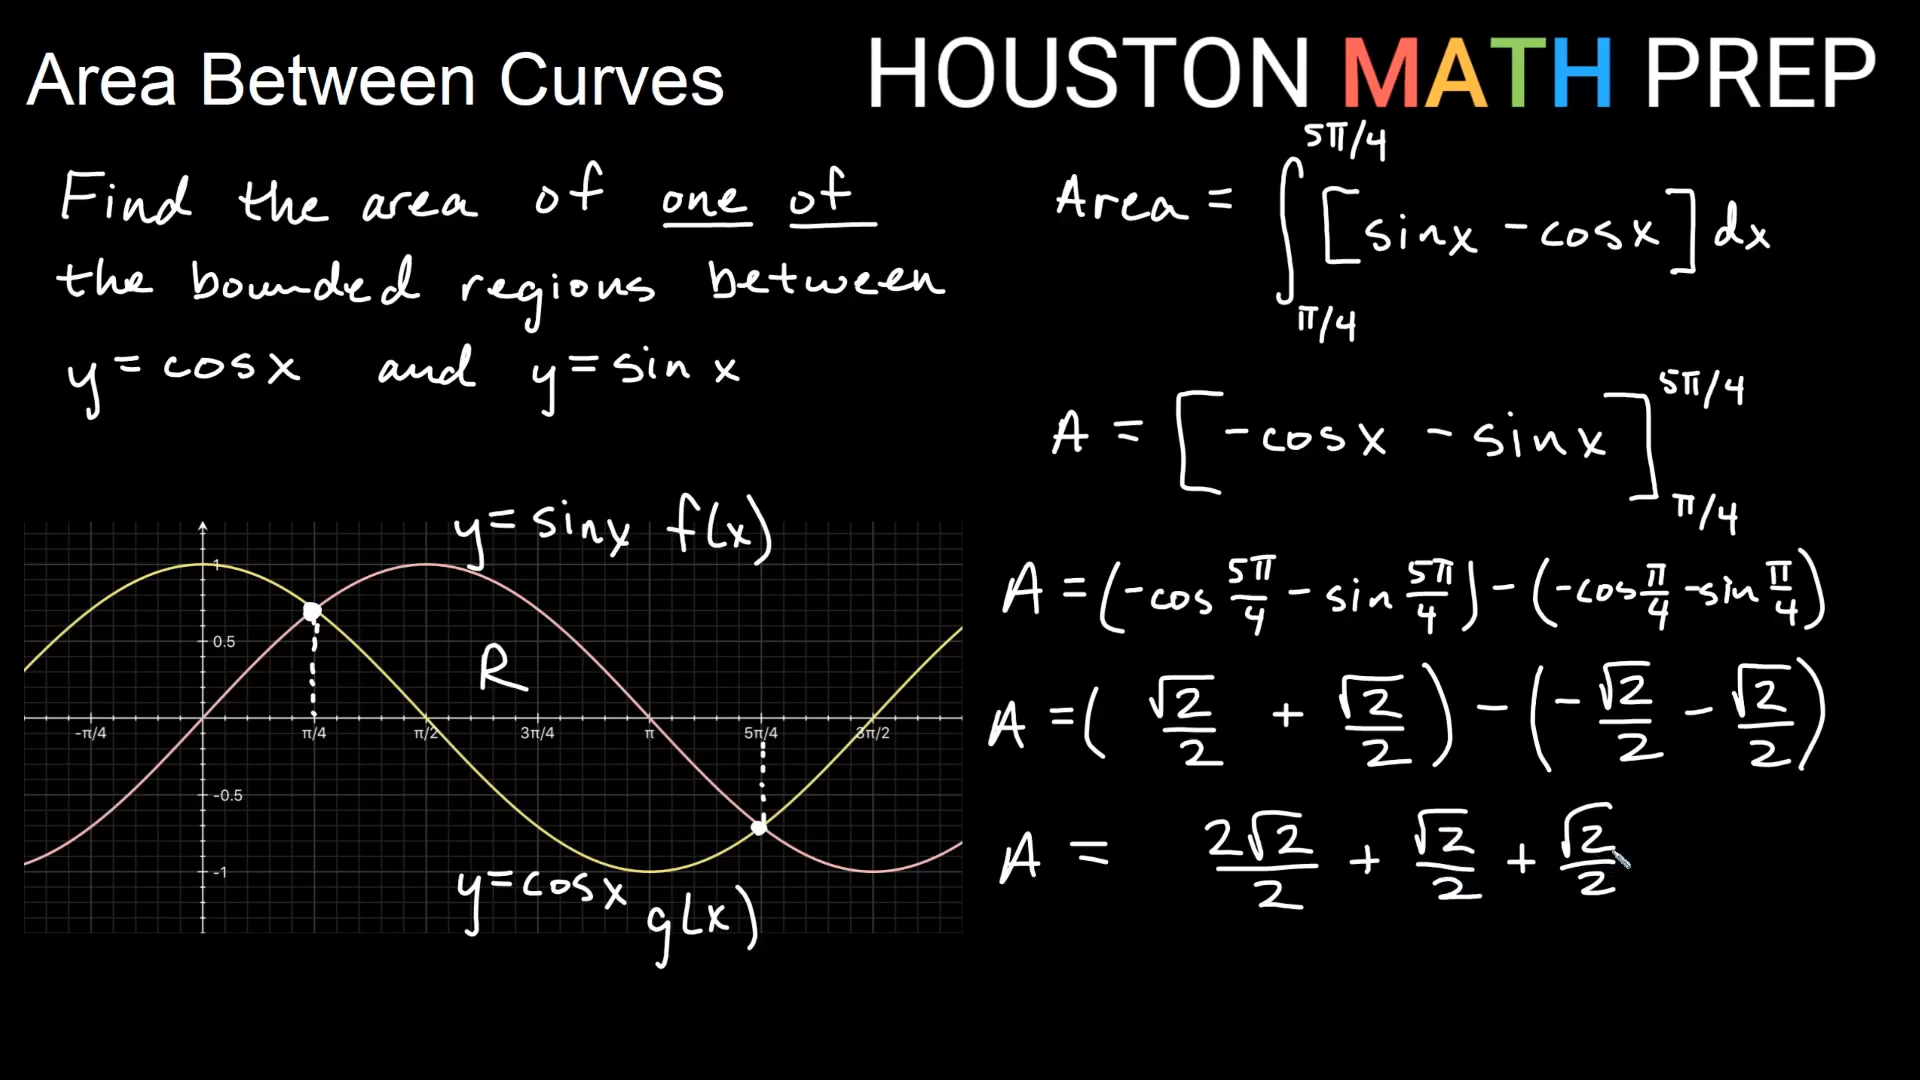 Area Between Curves
HOUSTON MATH PREP
Find the area of one of
the bounded regions between
y = cos x and y = sin x
y = sin x f(x)
1
0.5
R
-π/4 π/4 π/2 3π/4 π 5π/4 3π/2
-0.5
-1
y = cos x g(x)
Area = ∫_{π/4}^{5π/4} [sin x - cos x] dx
A = [-cos x - sin x]_{π/4}^{5π/4}
A = (-cos 5π/4 - sin 5π/4) - (-cos π/4 - sin π/4)
A = (√2/2 + √2/2) - (-√2/2 - √2/2)
A = 2√2/2 + √2/2 + √2/2